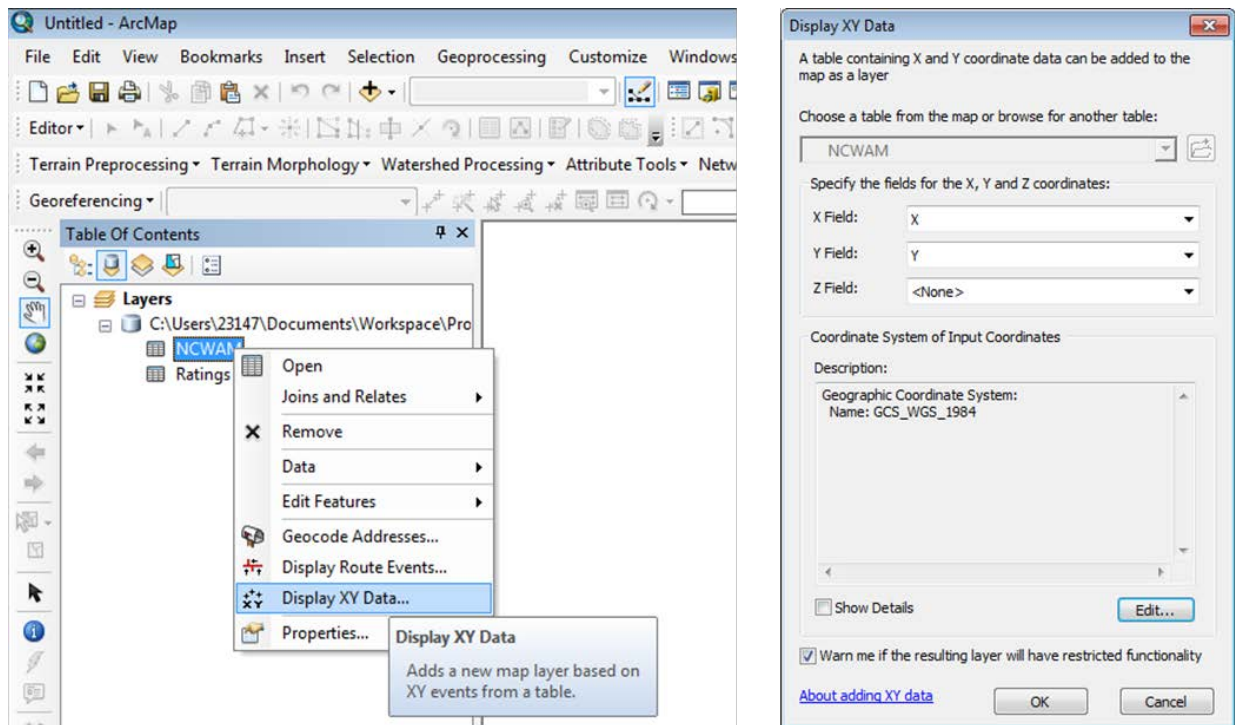 Untitled - ArcMap
File Edit View Bookmarks Insert Selection Geoprocessing Customize Windows
Editor
Terrain Preprocessing Terrain Morphology Watershed Processing Attribute Tools Netw
Georeferencing
Table Of Contents
Layers
C:\Users\23147\Documents\Workspace\Pro
NCWAM
Ratings
Open
Joins and Relates
Remove
Data
Edit Features
Geocode Addresses...
Display Route Events...
Display XY Data...
Properties...
Display XY Data
Adds a new map layer based on
XY events from a table.
Display XY Data
A table containing X and Y coordinate data can be added to the
map as a layer
Choose a table from the map or browse for another table:
NCWAM
Specify the fields for the X, Y and Z coordinates:
X Field: X
Y Field: Y
Z Field: <None>
Coordinate System of Input Coordinates
Description:
Geographic Coordinate System:
Name: GCS_WGS_1984
Show Details Edit...
Warn me if the resulting layer will have restricted functionality
About adding XY data OK Cancel